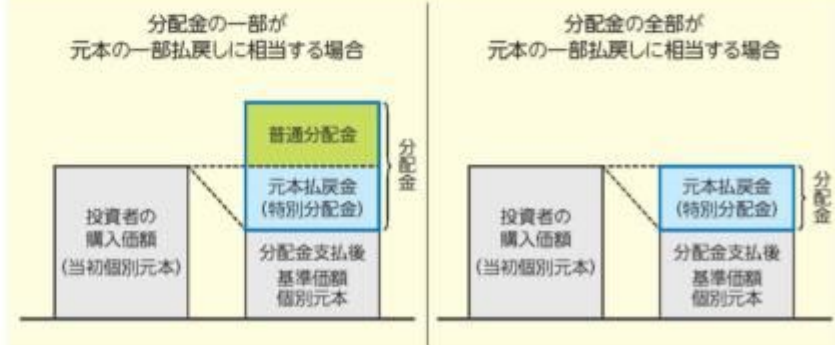 分配金の一部が
元本の一部払戻しに相当する場合
普通分配金
元本払戻金
(特別分配金)
分配金
投資者の
購入価額
(当初個別元本)
分配金支払後
基準価額
個別元本
分配金の全部が
元本の一部払戻しに相当する場合
元本払戻金
(特別分配金)
分配金
投資者の
購入価額
(当初個別元本)
分配金支払後
基準価額
個別元本